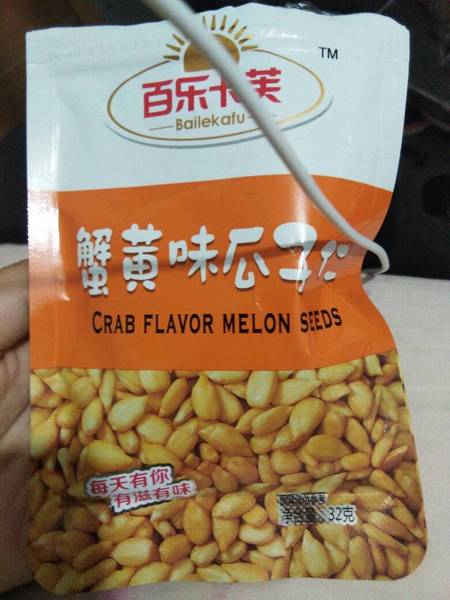 TM
百乐卡芙
Bailekafu
蟹黄味瓜子仁
CRAB FLAVOR MELON SEEDS
每天有你
有滋有味
净含量: 32克